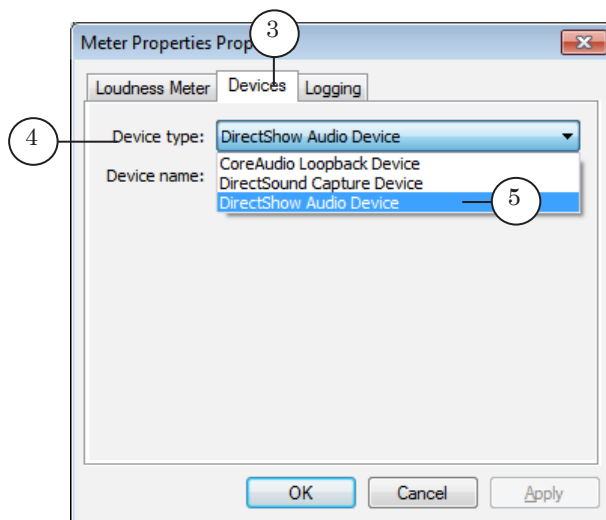 Meter Properties Prop
3
Loudness Meter Devices Logging
4
Device type: DirectShow Audio Device
CoreAudio Loopback Device
Device name:
DirectSound Capture Device
DirectShow Audio Device
5
OK Cancel Apply